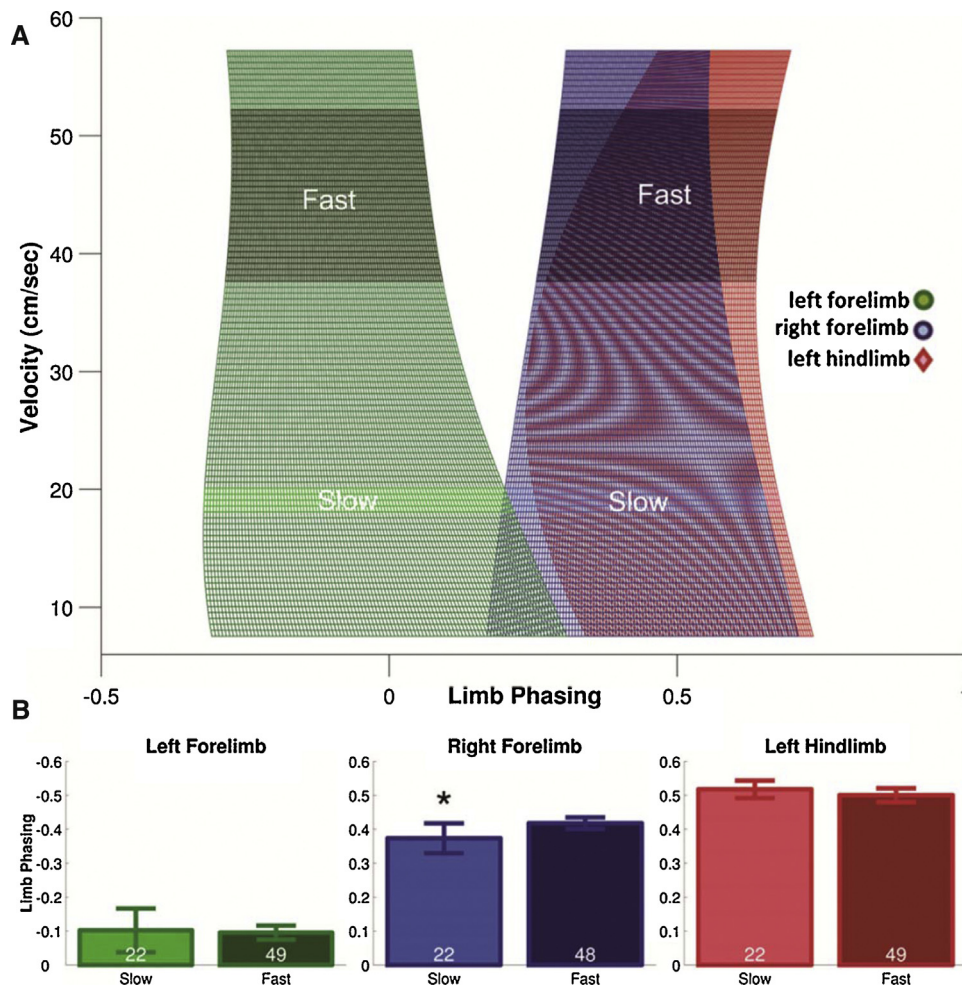 A
60
50
40
30
20
10
Velocity (cm/sec)
Fast
Fast
Slow
Slow
left forelimb
right forelimb
left hindlimb
-0.5
0
0.5
Limb Phasing
B
Left Forelimb
Right Forelimb
Left Hindlimb
Limb Phasing
-0.6
-0.5
-0.4
-0.3
-0.2
-0.1
0
22
49
Slow
Fast
0.6
0.5
0.4
0.3
0.2
0.1
0
*
22
48
Slow
Fast
0.6
0.5
0.4
0.3
0.2
0.1
0
22
49
Slow
Fast